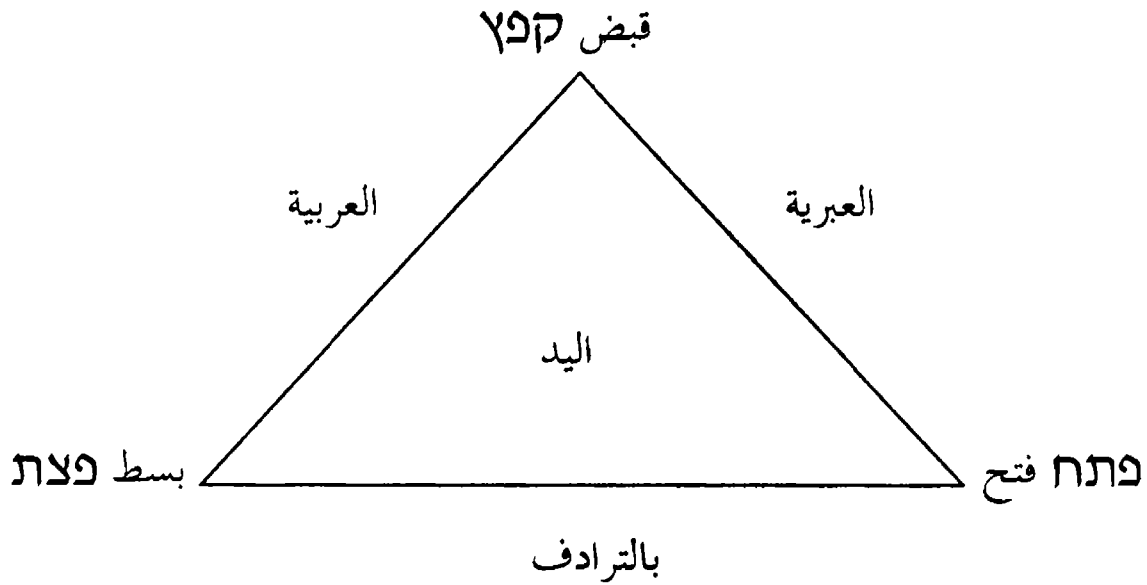 قبض קפץ
العبرية
العربية
اليد
פתח فتح
بسط פצת
بالترادف